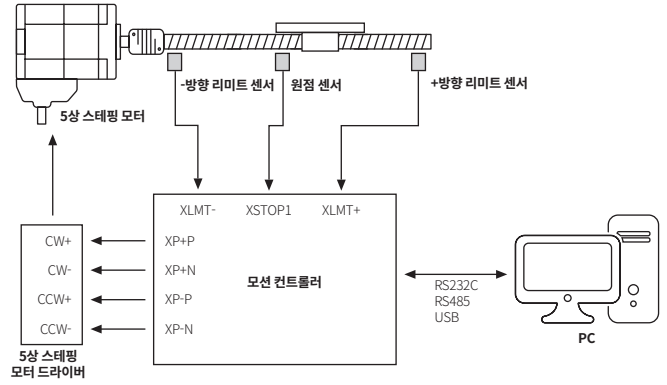 -방향 리미트 센서
원점 센서
+방향 리미트 센서
5상 스테핑 모터
XLMT-
XSTOP1
XLMT+
CW+
XP+P
CW-
XP+N
모션 컨트롤러
CCW+
XP-P
CCW-
XP-N
RS232C
RS485
USB
PC
5상 스테핑
모터 드라이버